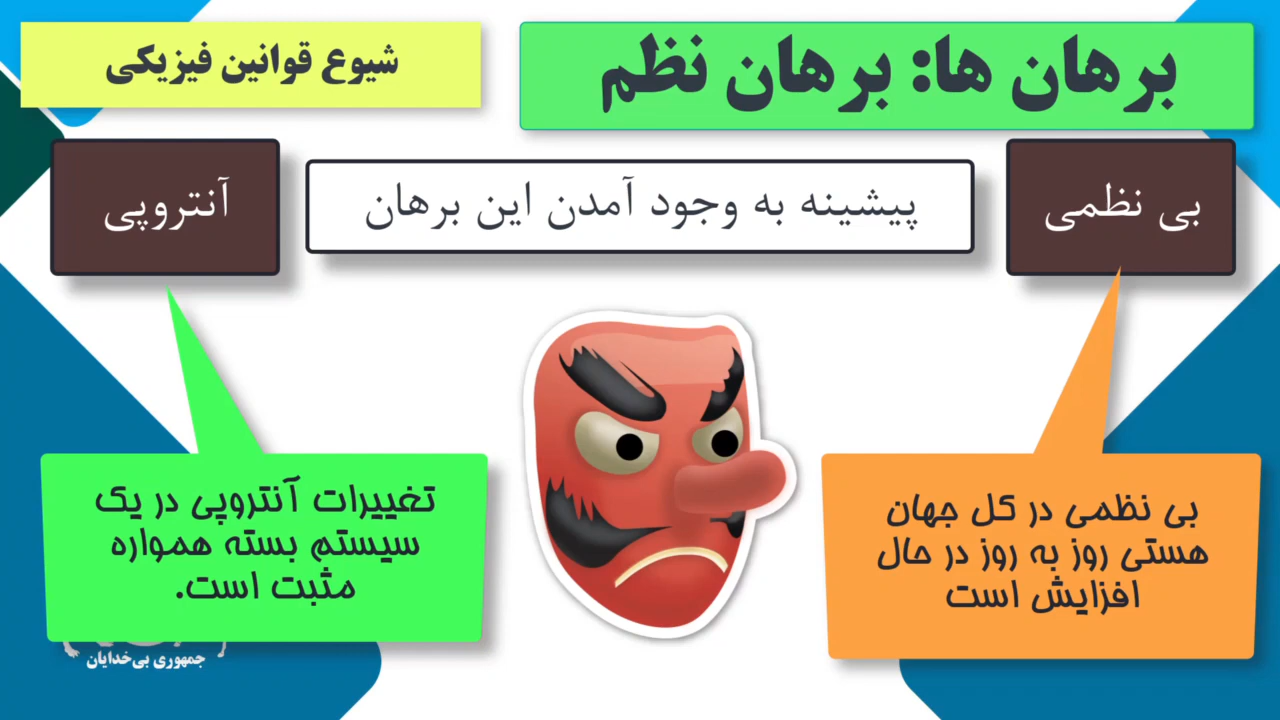 برهان ها: برهان نظم
شیوع قوانین فیزیکی
بی نظمی
پیشینه به وجود آمدن این برهان
آنتروپی
بی نظمی در کل جهان
هستی روز به روز در حال
افزایش است
تغییرات آنتروپی در یک
سیستم بسته همواره
مثبت است.
جمهوری بی‌خدایان